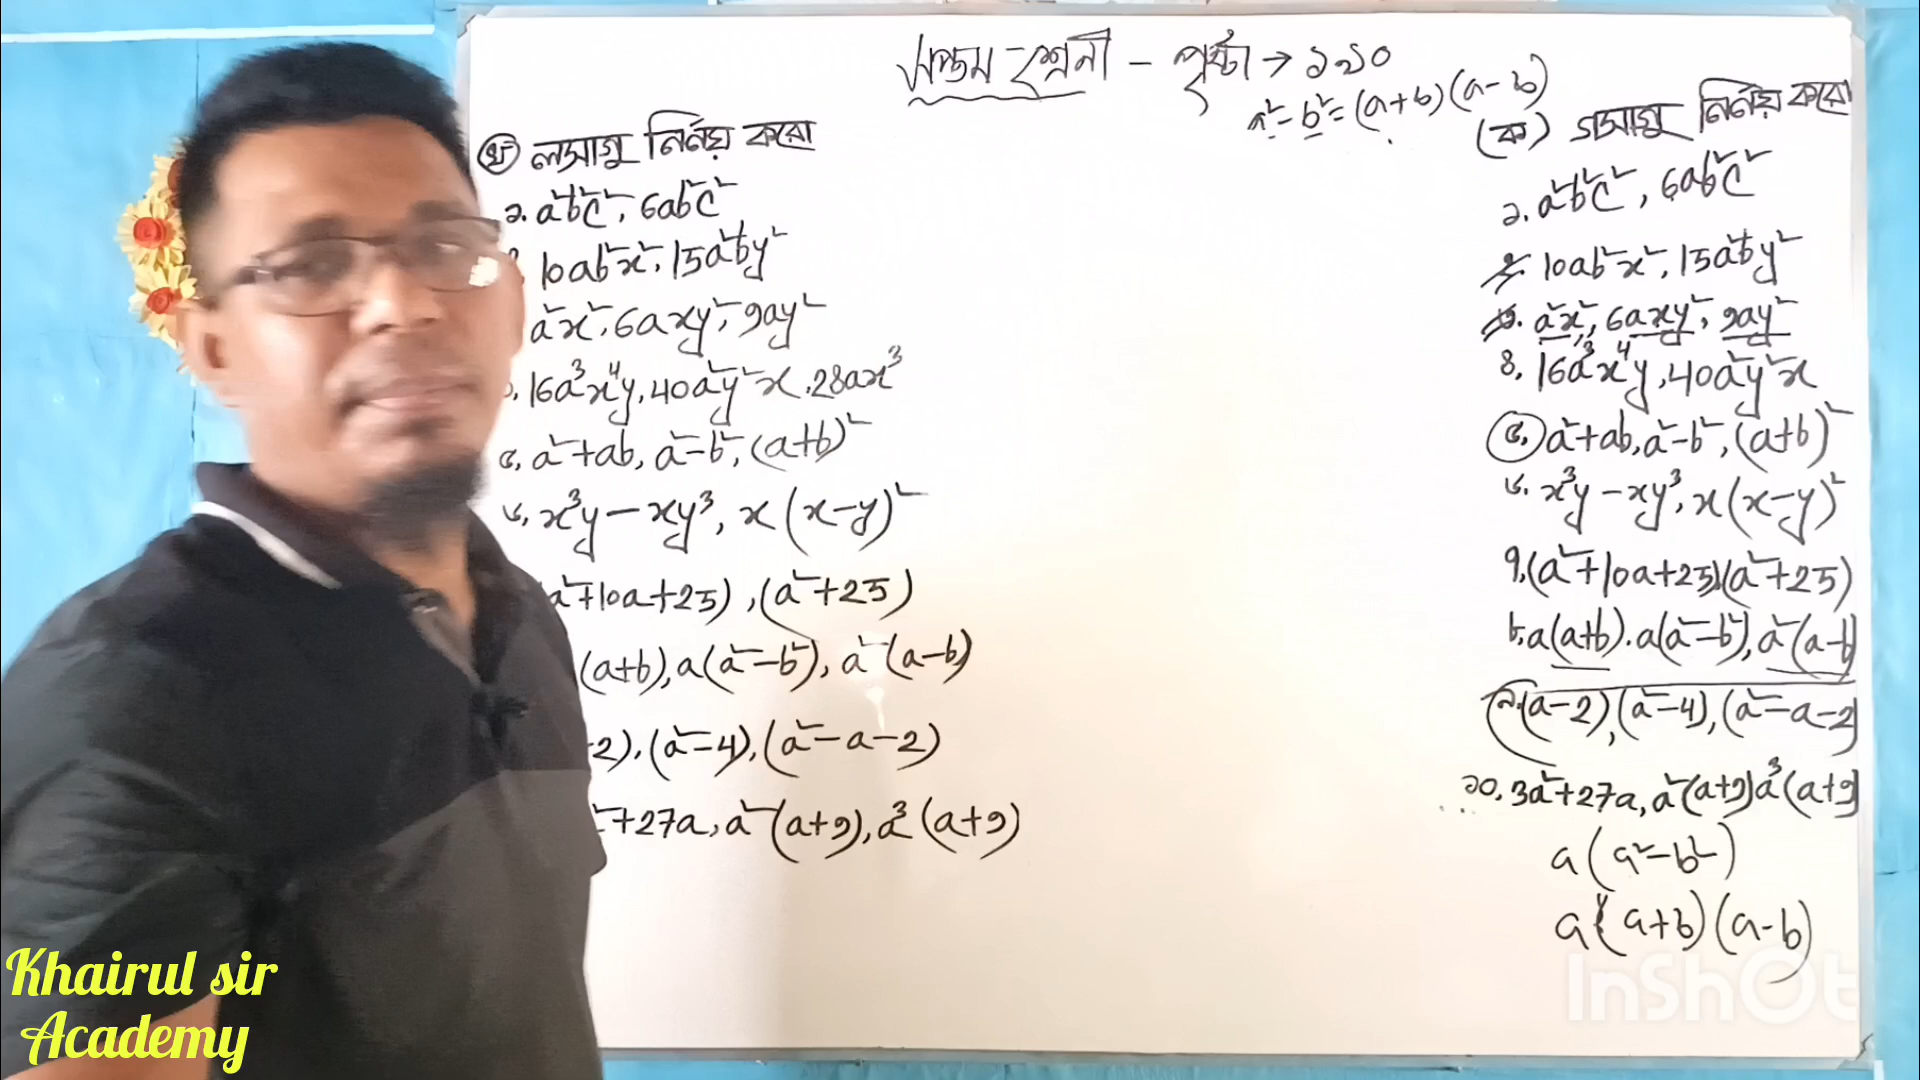 সপ্তম শ্রেনী - পৃষ্টা → ১৯০
a² - b² = (a+b)(a-b)
(খ) লসাগু নির্নয় করো
১. a²b²c², 6ab²c²
10ab²x², 15a²by²
a²x², 6axy², 9ay²
16a³x⁴y, 40a²y²x, 28ax³
৫. a²+ab, a²-b², (a+b)²
৬. x³y - xy³, x(x-y)²
a²+10a+25), (a²+25)
(a+b), a(a²-b²), a²(a-b)
2), (a²-4), (a²-a-2)
²+27a, a²(a+9), a³(a+9)
(ক) গসাগু নির্নয় করো
১. a²b²c², 6ab²c²
২. 10ab²x², 15a²by²
৩. a²x², 6axy², 9ay²
৪. 16a³x⁴y, 40a²y²x
৫. a²+ab, a²-b², (a+b)²
৬. x³y - xy³, x(x-y)²
৭. (a²+10a+25)(a²+25)
৮. a(a+b). a(a²-b²), a²(a-b)
৯. (a-2), (a²-4), (a²-a-2
১০. 3a²+27a, a²(a+9) a³(a+9)
a(a²-b²)
a(a+b)(a-b)
Khairul sir
Academy
InShOt